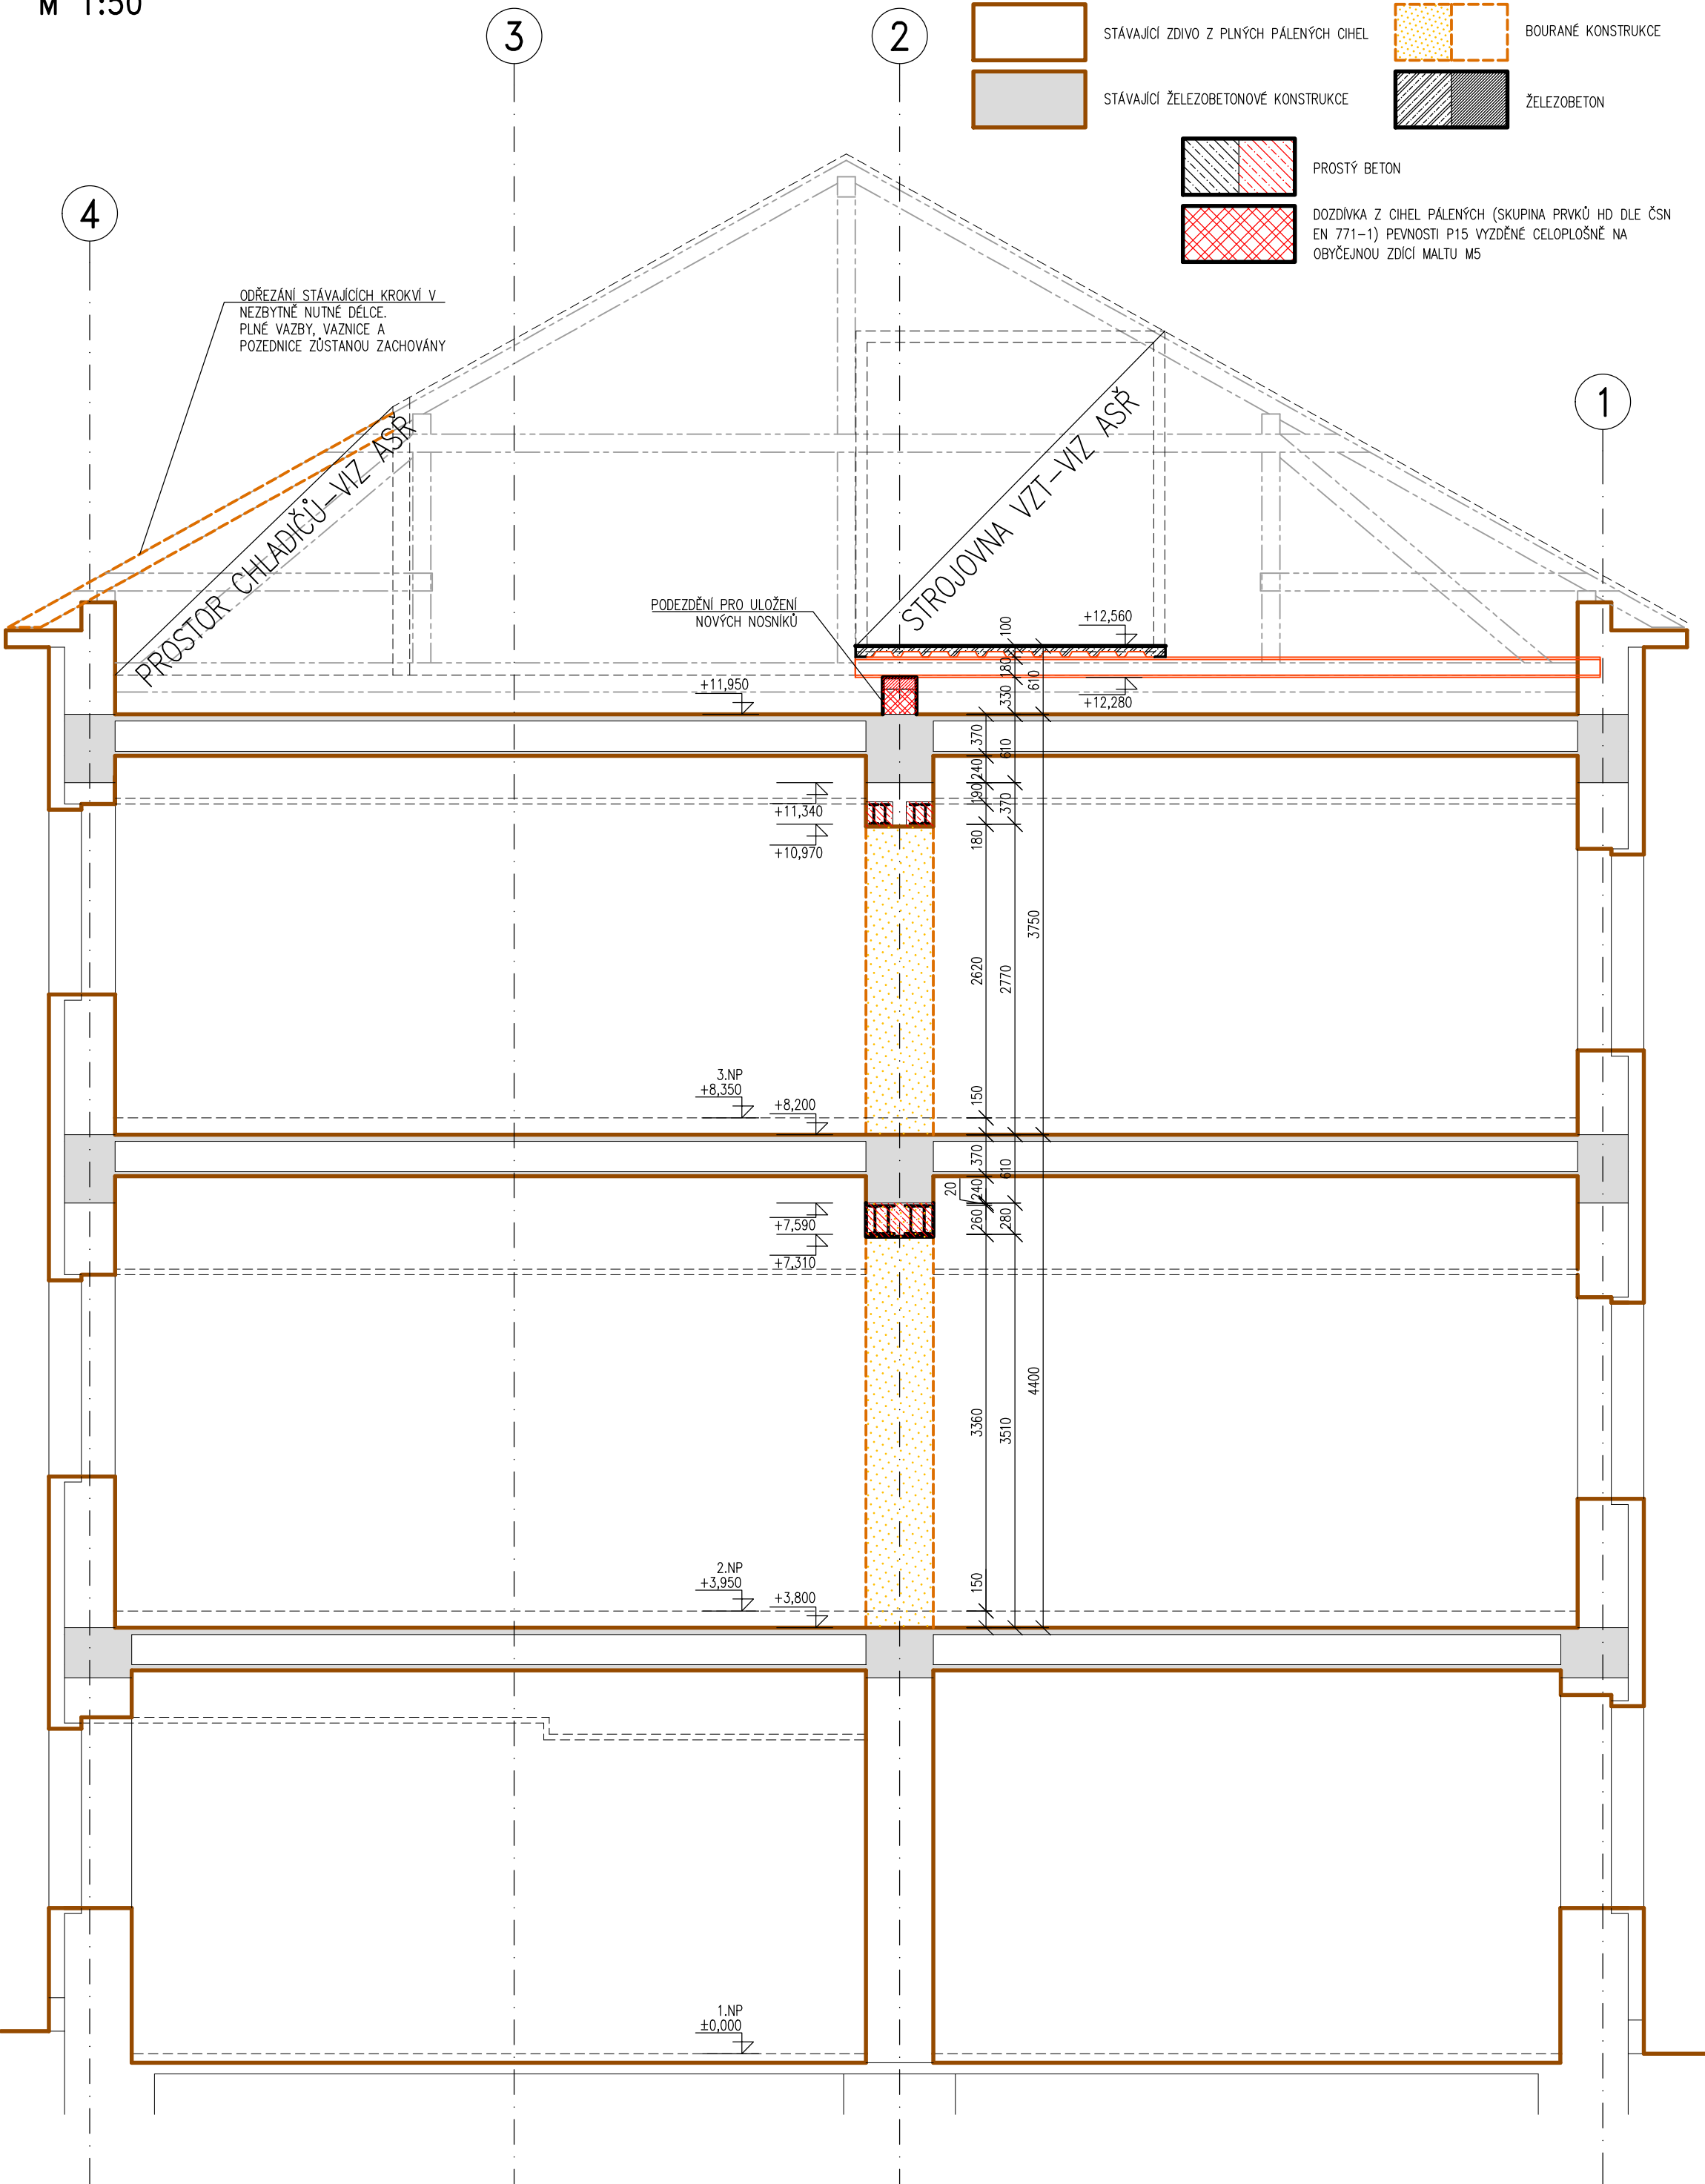 M 1:50
3
2
4
1
STÁVAJÍCÍ ZDIVO Z PLNÝCH PÁLENÝCH CIHEL
BOURANÉ KONSTRUKCE
STÁVAJÍCÍ ŽELEZOBETONOVÉ KONSTRUKCE
ŽELEZOBETON
PROSTÝ BETON
DOZDÍVKA Z CIHEL PÁLENÝCH (SKUPINA PRVKŮ HD DLE ČSN
EN 771-1) PEVNOSTI P15 VYZDĚNÉ CELOPLOŠNĚ NA
OBYČEJNOU ZDÍCÍ MALTU M5
ODŘEZÁNÍ STÁVAJÍCÍCH KROKVÍ V
NEZBYTNĚ NUTNÉ DÉLCE.
PLNÉ VAZBY, VAZNICE A
POZEDNICE ZŮSTANOU ZACHOVÁNY
PROSTOR CHLADIČŮ-VIZ ASŘ
STROJOVNA VZT-VIZ ASŘ
PODEZDĚNÍ PRO ULOŽENÍ
NOVÝCH NOSNÍKŮ
+12,560
100
180
610
330
+11,950
+12,280
370
610
240
190
370
180
+11,340
+10,970
3750
2620
2770
150
3.NP
+8,350
+8,200
370
610
240
20
260
280
+7,590
+7,310
4400
3360
3510
150
2.NP
+3,950
+3,800
1.NP
±0,000